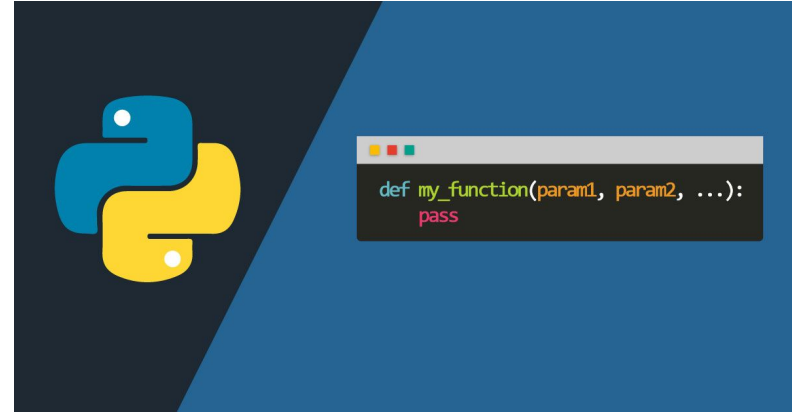 def my_function(param1, param2, ...):
pass